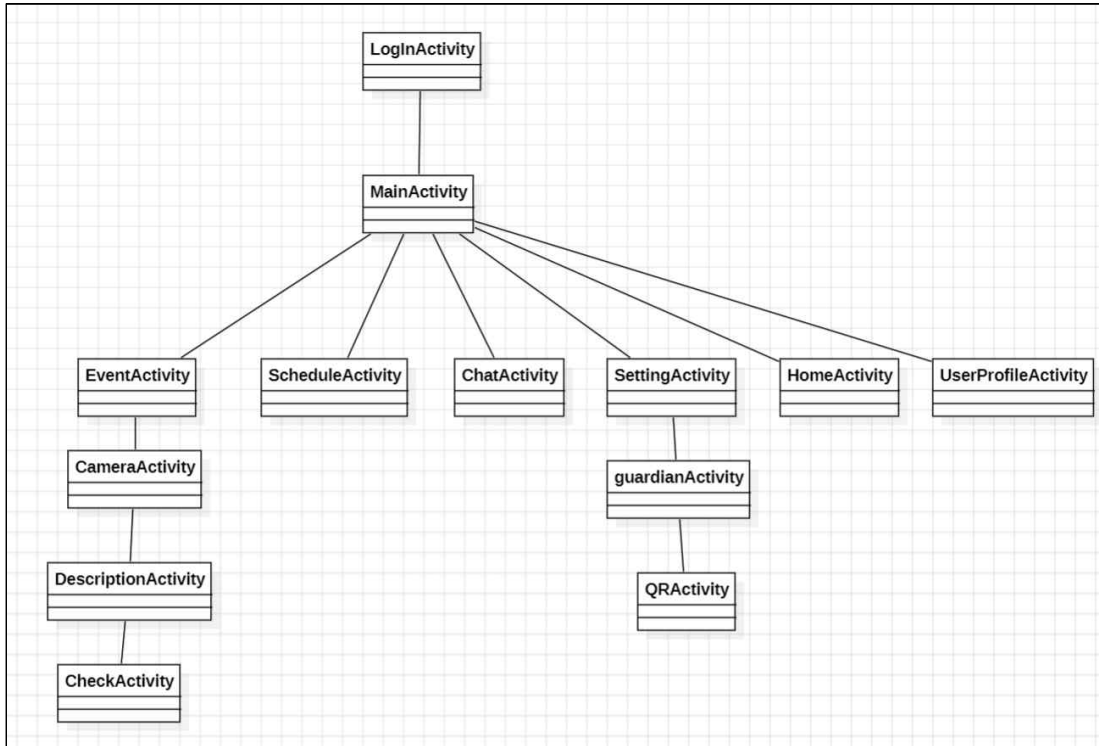 LogInActivity
MainActivity
EventActivity
ScheduleActivity
ChatActivity
SettingActivity
HomeActivity
UserProfileActivity
CameraActivity
guardianActivity
DescriptionActivity
QRActivity
CheckActivity